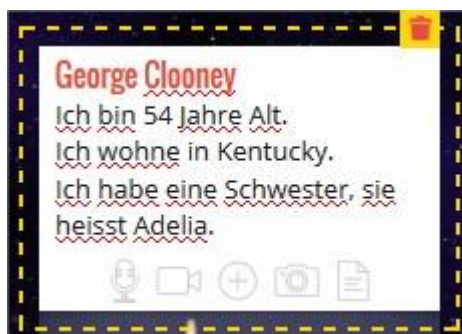 George Clooney
Ich bin 54 Jahre Alt.
Ich wohne in Kentucky.
Ich habe eine Schwester, sie
heisst Adelia.